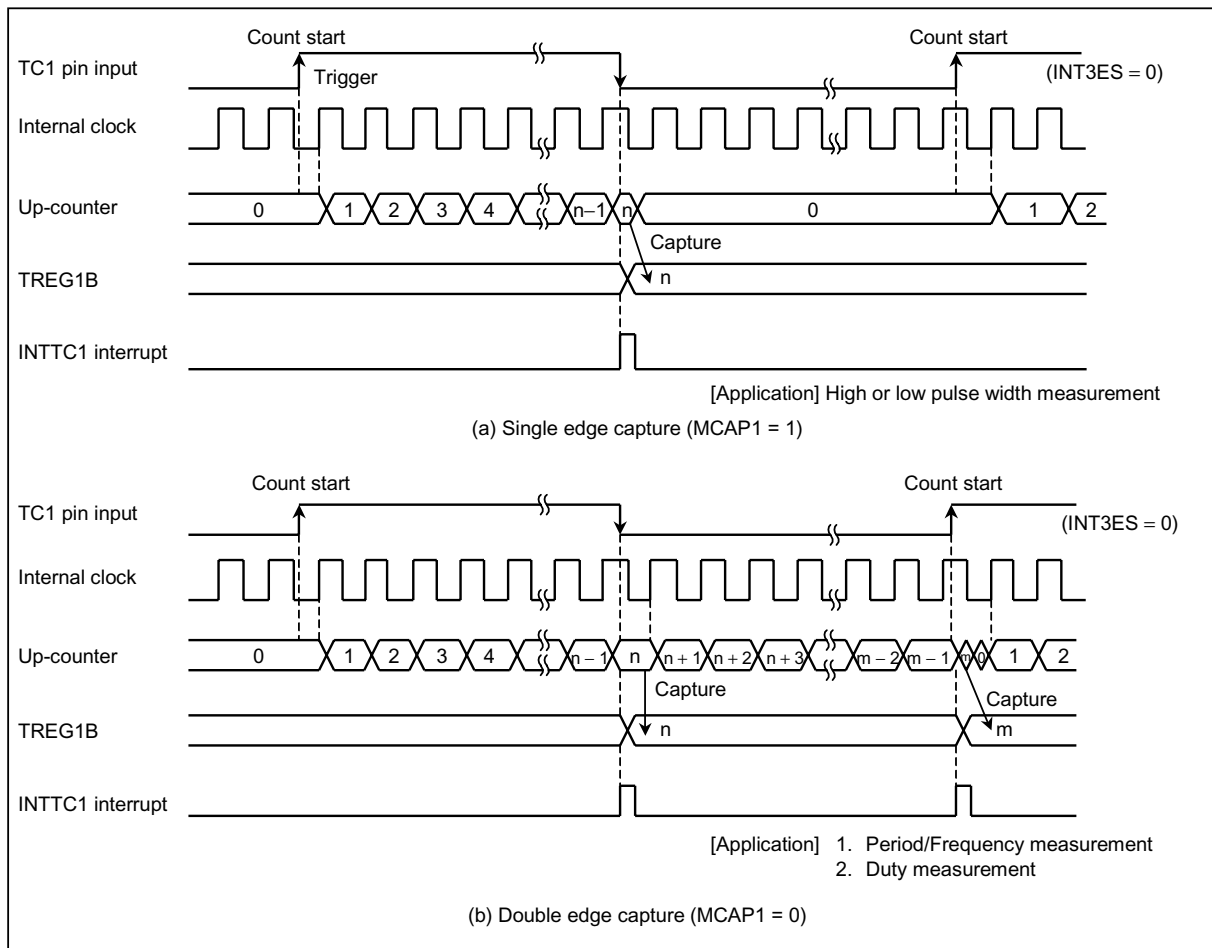 Count start
Count start
TC1 pin input
Trigger
(INT3ES = 0)
Internal clock
Up-counter
0 1 2 3 4 n–1 n 0 1 2
Capture
TREG1B
n
INTTC1 interrupt
[Application] High or low pulse width measurement
(a) Single edge capture (MCAP1 = 1)
Count start
Count start
TC1 pin input
(INT3ES = 0)
Internal clock
Up-counter
0 1 2 3 4 n – 1 n n + 1 n + 2 n + 3 m – 2 m – 1 m 0 1 2
Capture
Capture
TREG1B
n
m
INTTC1 interrupt
[Application] 1. Period/Frequency measurement
2. Duty measurement
(b) Double edge capture (MCAP1 = 0)